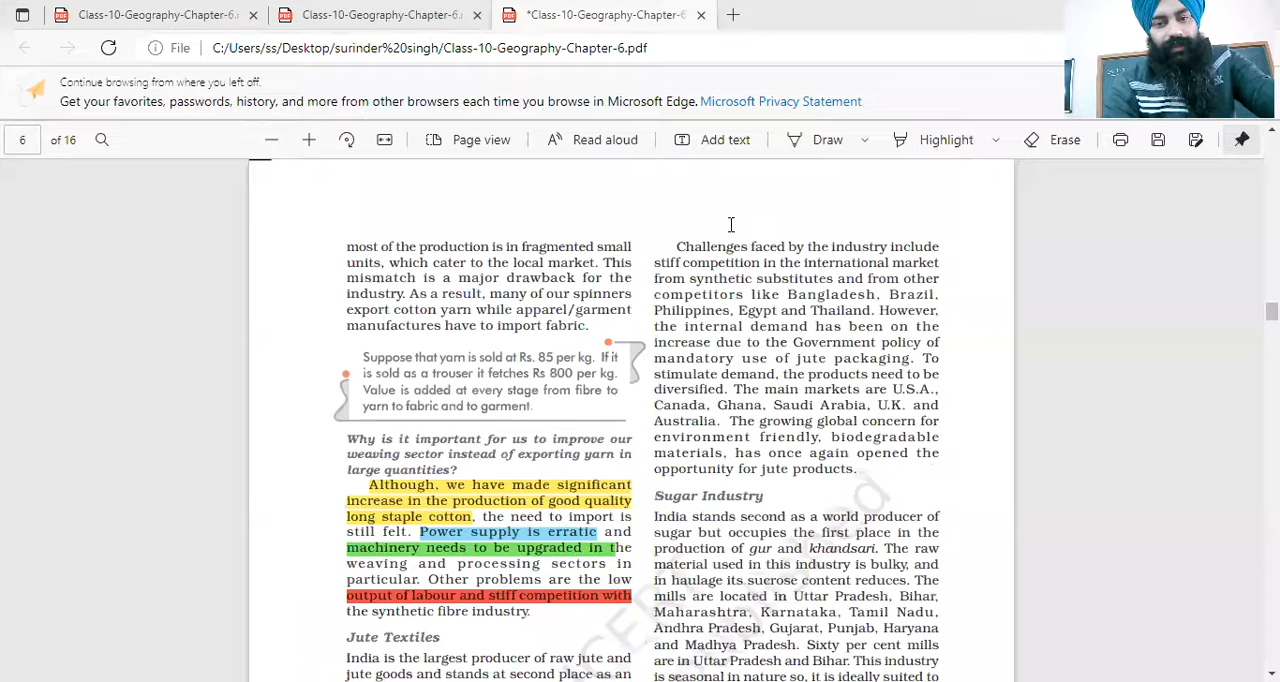 Class-10-Geography-Chapter-6.
Class-10-Geography-Chapter-6.
*Class-10-Geography-Chapter-6
File
C:/Users/ss/Desktop/surinder%20singh/Class-10-Geography-Chapter-6.pdf
Continue browsing from where you left off.
Get your favorites, passwords, history, and more from other browsers each time you browse in Microsoft Edge. Microsoft Privacy Statement
6 of 16
Page view
Read aloud
Add text
Draw
Highlight
Erase
most of the production is in fragmented small
units, which cater to the local market. This
mismatch is a major drawback for the
industry. As a result, many of our spinners
export cotton yarn while apparel/garment
manufactures have to import fabric.
Suppose that yarn is sold at Rs. 85 per kg. If it
is sold as a trouser it fetches Rs 800 per kg.
Value is added at every stage from fibre to
yarn to fabric and to garment.
Why is it important for us to improve our
weaving sector instead of exporting yarn in
large quantities?
Although, we have made significant
increase in the production of good quality
long staple cotton, the need to import is
still felt. Power supply is erratic and
machinery needs to be upgraded in the
weaving and processing sectors in
particular. Other problems are the low
output of labour and stiff competition with
the synthetic fibre industry.
Jute Textiles
India is the largest producer of raw jute and
jute goods and stands at second place as an
Challenges faced by the industry include
stiff competition in the international market
from synthetic substitutes and from other
competitors like Bangladesh, Brazil,
Philippines, Egypt and Thailand. However,
the internal demand has been on the
increase due to the Government policy of
mandatory use of jute packaging. To
stimulate demand, the products need to be
diversified. The main markets are U.S.A.,
Canada, Ghana, Saudi Arabia, U.K. and
Australia. The growing global concern for
environment friendly, biodegradable
materials, has once again opened the
opportunity for jute products.
Sugar Industry
India stands second as a world producer of
sugar but occupies the first place in the
production of gur and khandsari. The raw
material used in this industry is bulky, and
in haulage its sucrose content reduces. The
mills are located in Uttar Pradesh, Bihar,
Maharashtra, Karnataka, Tamil Nadu,
Andhra Pradesh, Gujarat, Punjab, Haryana
and Madhya Pradesh. Sixty per cent mills
are in Uttar Pradesh and Bihar. This industry
is seasonal in nature so, it is ideally suited to